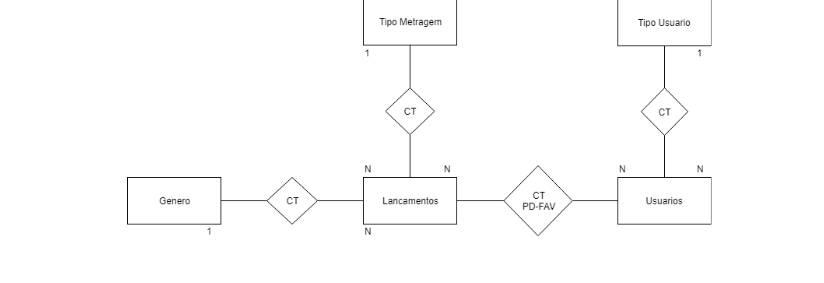 Tipo Metragem
Tipo Usuario
1
1
CT
CT
N
N
N
N
Genero
CT
Lancamentos
CT
PD-FAV
Usuarios
1
N